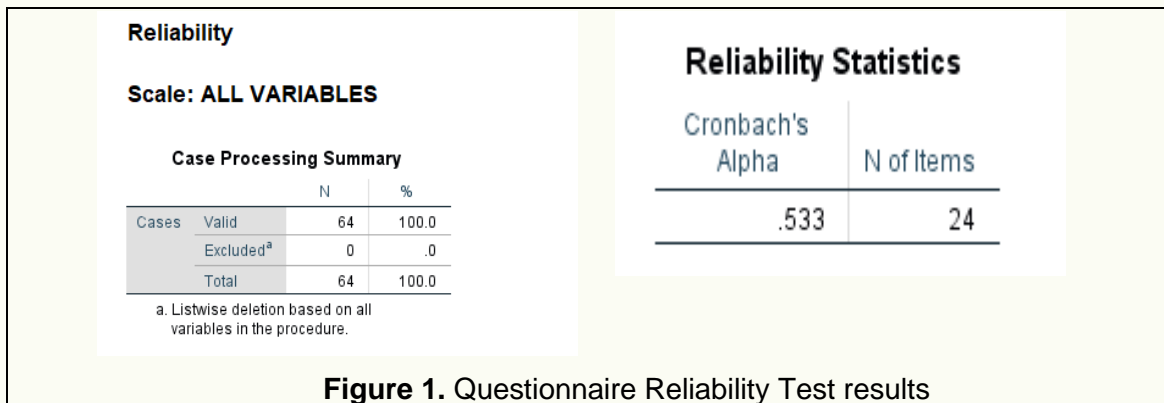 Reliability
Scale: ALL VARIABLES
Case Processing Summary
N %
Cases Valid 64 100.0
Excludedª 0 .0
Total 64 100.0
a. Listwise deletion based on all
variables in the procedure.
Reliability Statistics
Cronbach's
Alpha N of Items
.533 24
Figure 1. Questionnaire Reliability Test results